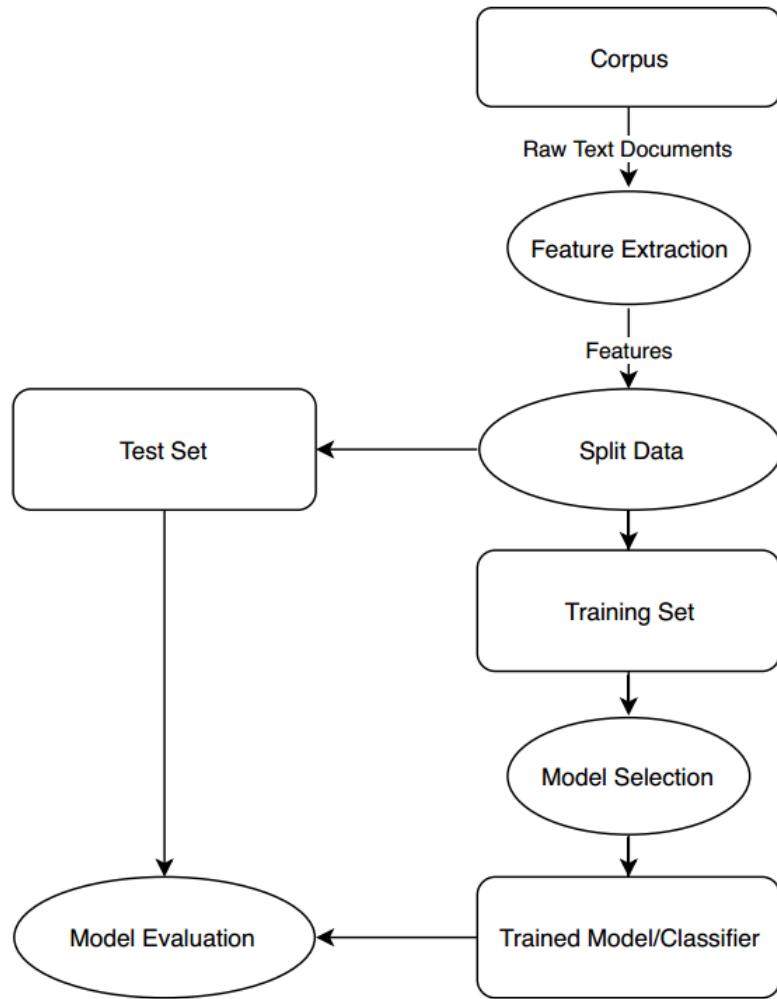 Corpus
Raw Text Documents
Feature Extraction
Features
Test Set
Split Data
Training Set
Model Selection
Model Evaluation
Trained Model/Classifier